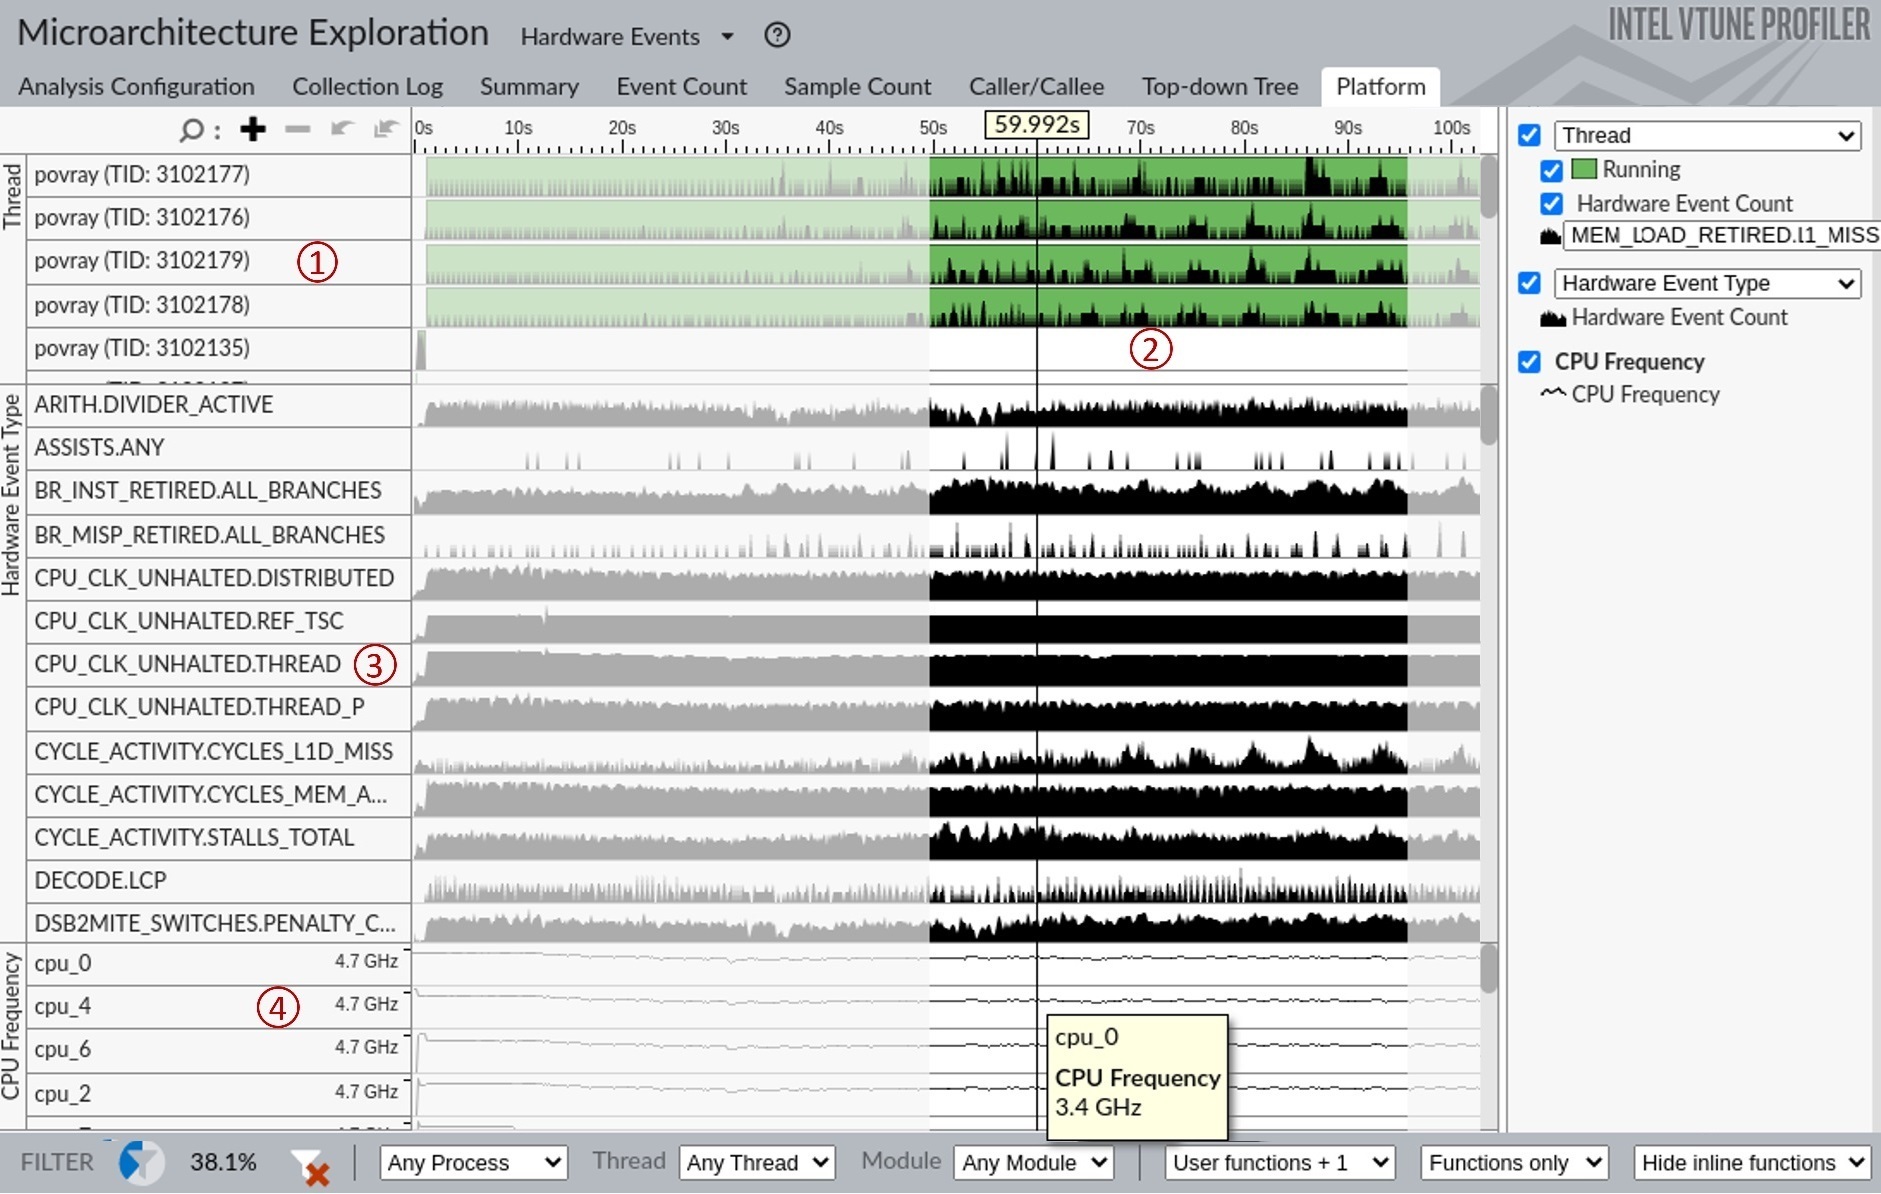 Microarchitecture Exploration Hardware Events ?
INTEL VTUNE PROFILER
Analysis Configuration Collection Log Summary Event Count Sample Count Caller/Callee Top-down Tree Platform
0s 10s 20s 30s 40s 50s 59.992s 70s 80s 90s 100s
Thread
povray (TID: 3102177)
povray (TID: 3102176)
povray (TID: 3102179) ①
povray (TID: 3102178)
povray (TID: 3102135) ②
Hardware Event Type
ARITH.DIVIDER_ACTIVE
ASSISTS.ANY
BR_INST_RETIRED.ALL_BRANCHES
BR_MISP_RETIRED.ALL_BRANCHES
CPU_CLK_UNHALTED.DISTRIBUTED
CPU_CLK_UNHALTED.REF_TSC
CPU_CLK_UNHALTED.THREAD ③
CPU_CLK_UNHALTED.THREAD_P
CYCLE_ACTIVITY.CYCLES_L1D_MISS
CYCLE_ACTIVITY.CYCLES_MEM_A...
CYCLE_ACTIVITY.STALLS_TOTAL
DECODE.LCP
DSB2MITE_SWITCHES.PENALTY_C...
CPU Frequency
cpu_0 4.7 GHz
cpu_4 ④ 4.7 GHz
cpu_6 4.7 GHz
cpu_2 4.7 GHz
cpu_0
CPU Frequency
3.4 GHz
Thread
Running
Hardware Event Count
MEM_LOAD_RETIRED.L1_MISS
Hardware Event Type
Hardware Event Count
CPU Frequency
CPU Frequency
FILTER 38.1% Any Process Thread Any Thread Module Any Module User functions + 1 Functions only Hide inline functions